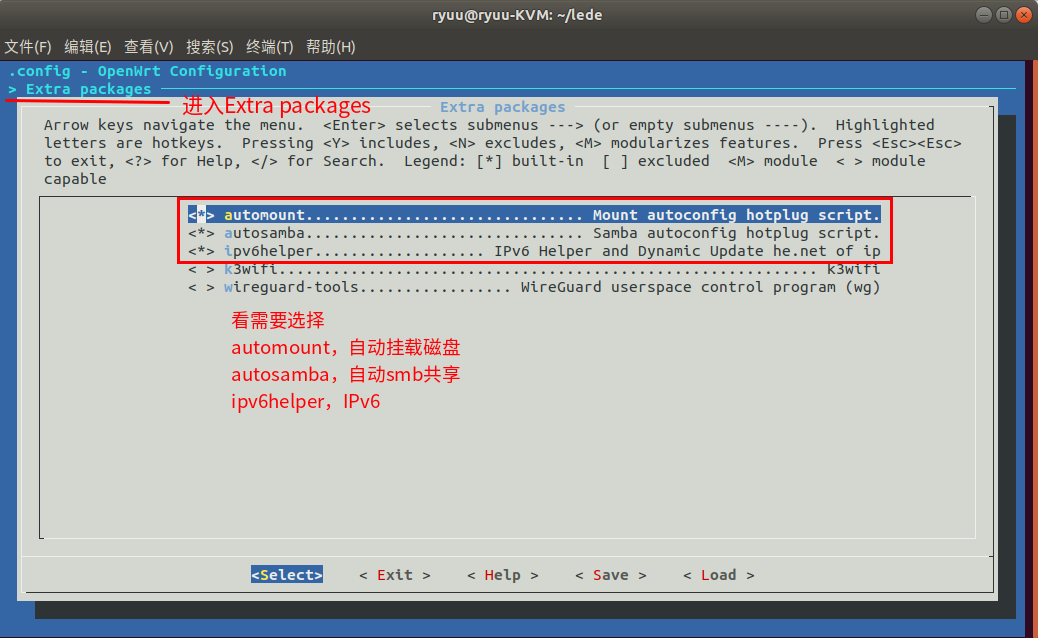 ryuu@ryuu-KVM: ~/lede
文件(F) 编辑(E) 查看(V) 搜索(S) 终端(T) 帮助(H)
.config - OpenWrt Configuration
> Extra packages
进入Extra packages
Extra packages
Arrow keys navigate the menu. <Enter> selects submenus ---> (or empty submenus ----). Highlighted
letters are hotkeys. Pressing <Y> includes, <N> excludes, <M> modularizes features. Press <Esc><Esc>
to exit, <?> for Help, </> for Search. Legend: [*] built-in [ ] excluded <M> module < > module
capable
<*> automount............................... Mount autoconfig hotplug script.
<*> autosamba............................... Samba autoconfig hotplug script.
<*> ipv6helper................... IPv6 Helper and Dynamic Update he.net of ip
< > k3wifi............................................................ k3wifi
< > wireguard-tools................. WireGuard userspace control program (wg)
看需要选择
automount，自动挂载磁盘
autosamba，自动smb共享
ipv6helper，IPv6
<Select> < Exit > < Help > < Save > < Load >